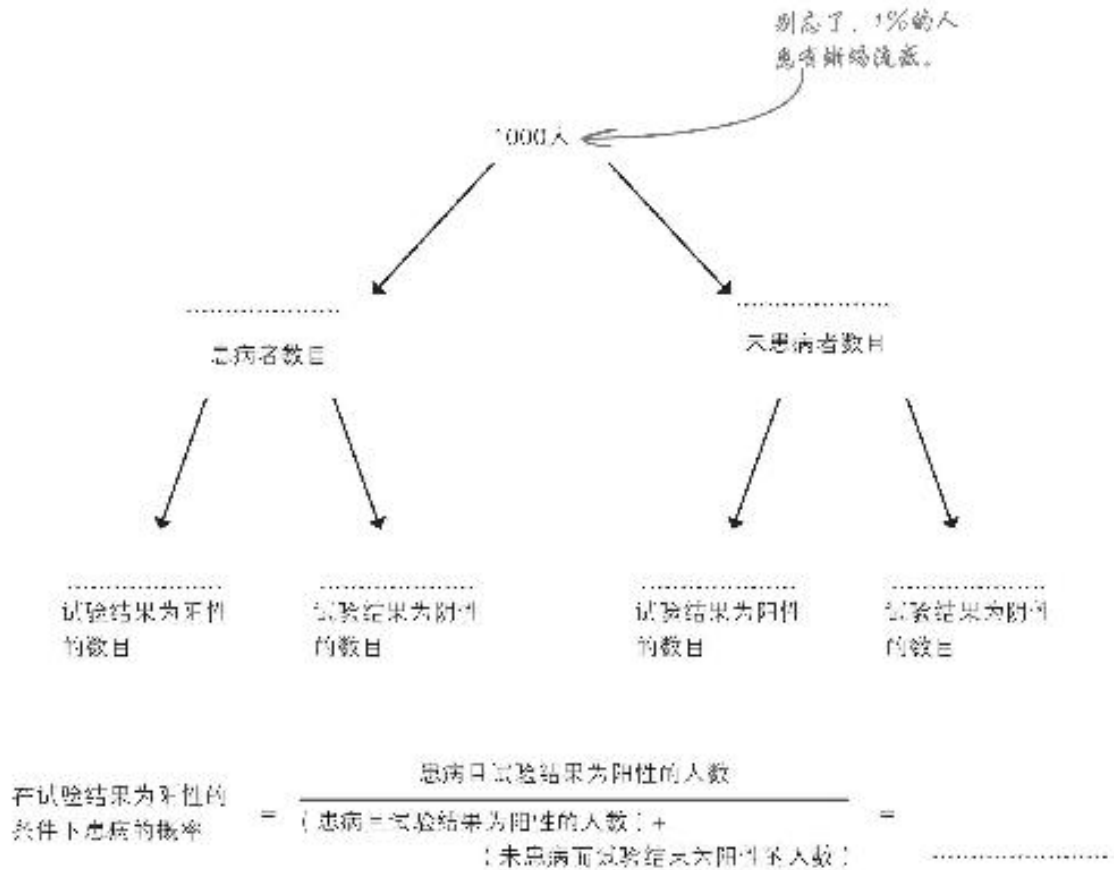 别忘了，1%的人
患有蜥蜴流感。
1000人
患病者数目
未患病者数目
试验结果为阳性
的数目
试验结果为阴性
的数目
试验结果为阳性
的数目
试验结果为阴性
的数目
在试验结果为阳性的
条件下患病的概率
=
患病且试验结果为阳性的人数
（患病且试验结果为阳性的人数）+
（未患病而试验结果为阳性的人数）
=